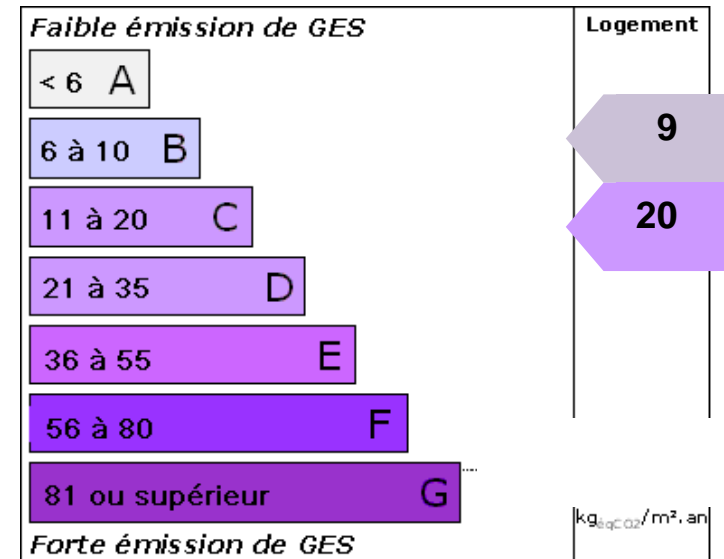 Faible émission de GES
Logement
< 6 A
9
6 à 10 B
11 à 20 C
20
21 à 35 D
36 à 55 E
56 à 80 F
81 ou supérieur G
kgéqCO2/m².an
Forte émission de GES